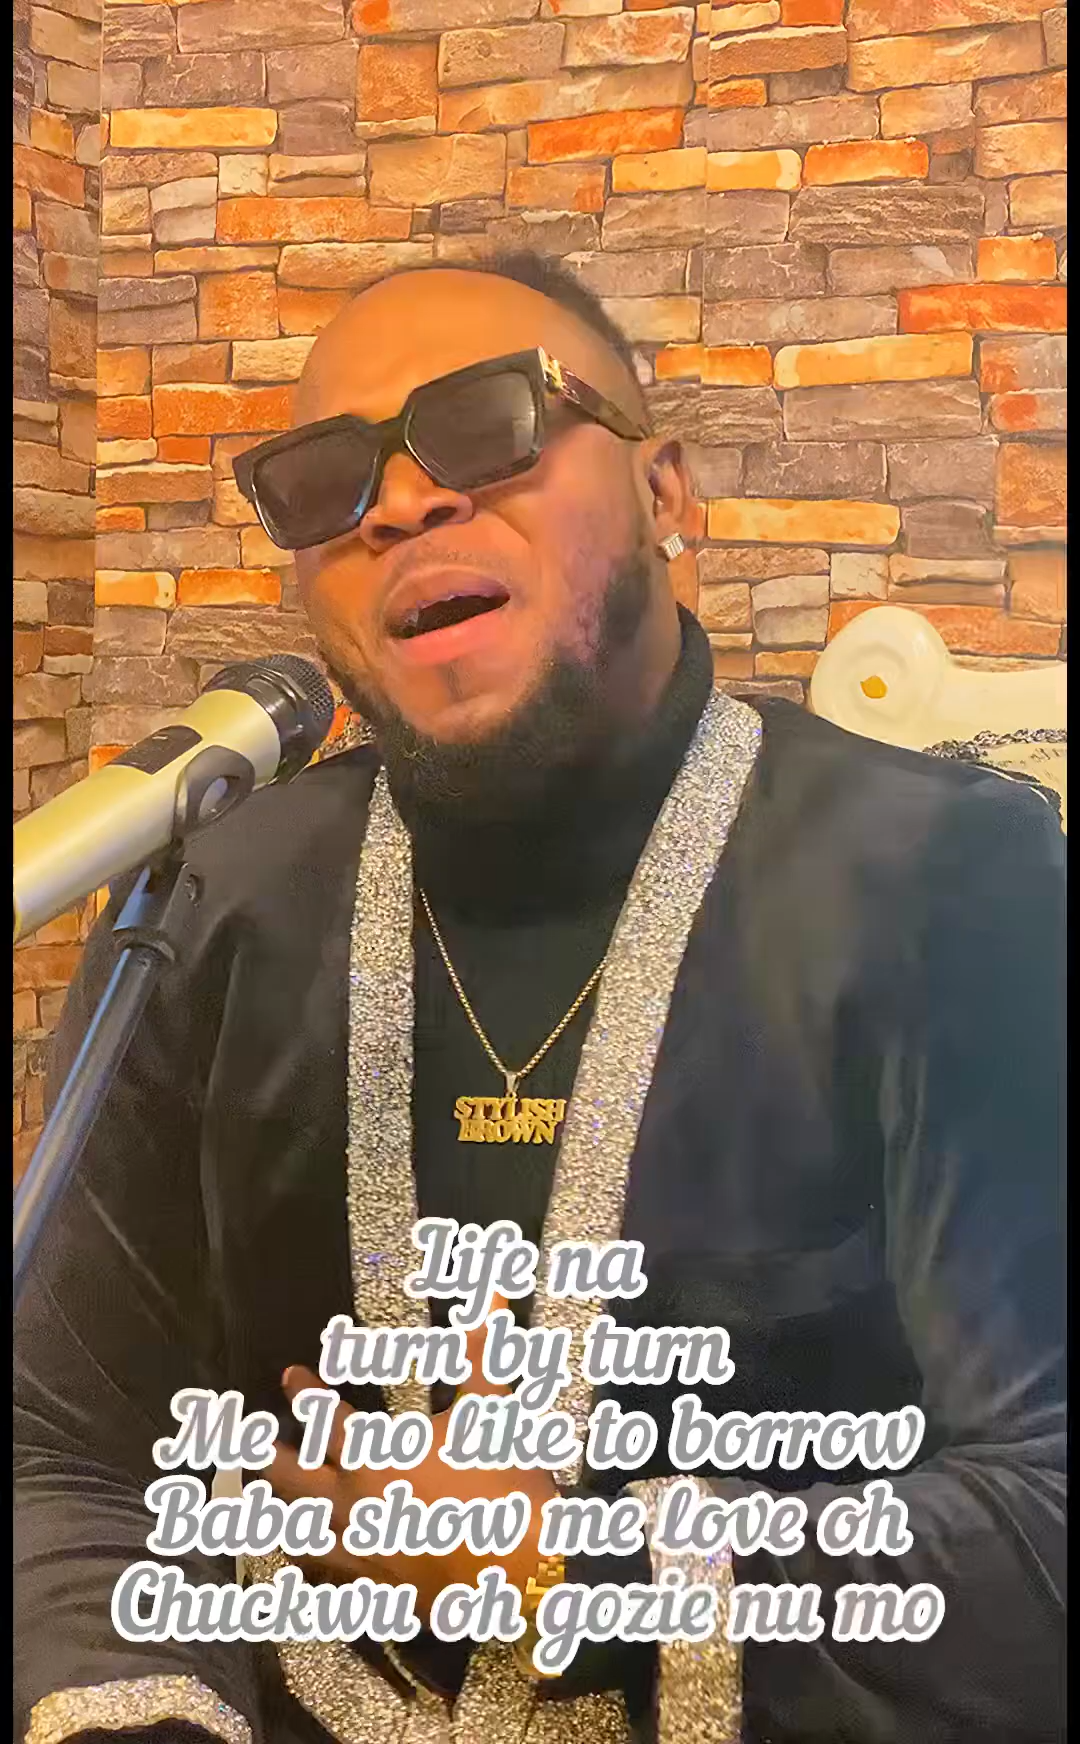 STYLISH
BROWN
Life na
turn by turn
Me I no like to borrow
Baba show me love oh
Chuckwu oh gozie nu mo